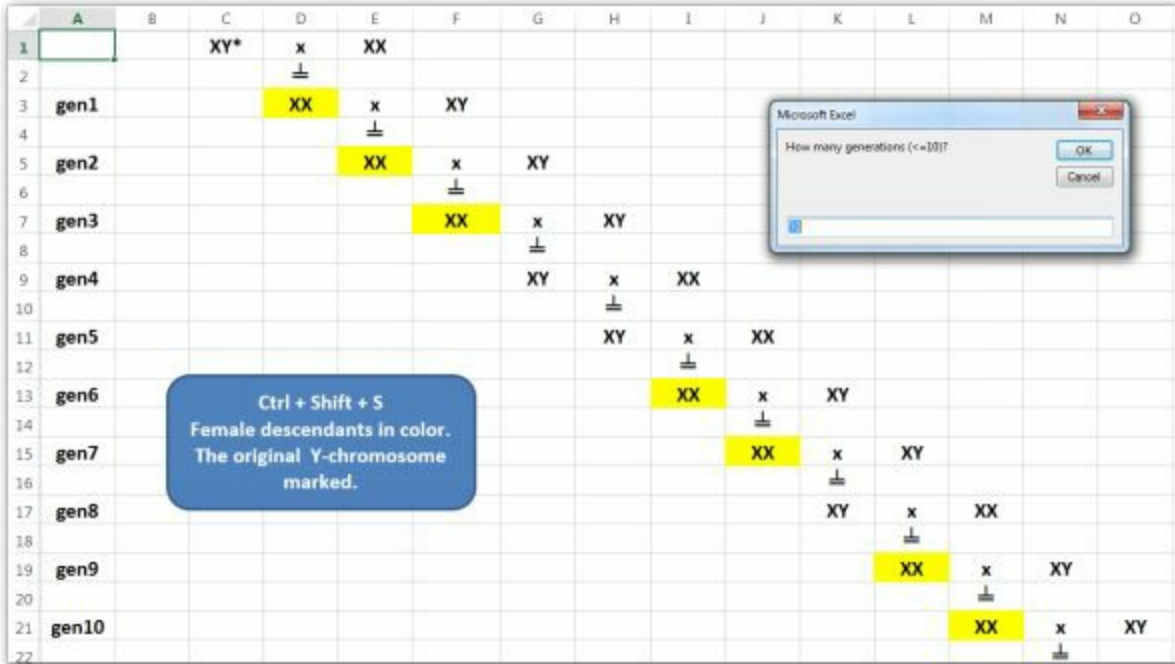 A B C D E F G H I J K L M N O
1 XY* x XX
2 ╧
3 gen1 XX x XY
4 ╧
5 gen2 XX x XY
6 ╧
7 gen3 XX x XY
8 ╧
9 gen4 XY x XX
10 ╧
11 gen5 XY x XX
12 ╧
13 gen6 XX x XY
14 ╧
15 gen7 XX x XY
16 ╧
17 gen8 XY x XX
18 ╧
19 gen9 XX x XY
20 ╧
21 gen10 XX x XY
22 ╧
Microsoft Excel
How many generations (<=10)?
OK
Cancel
10
Ctrl + Shift + S
Female descendants in color.
The original Y-chromosome
marked.